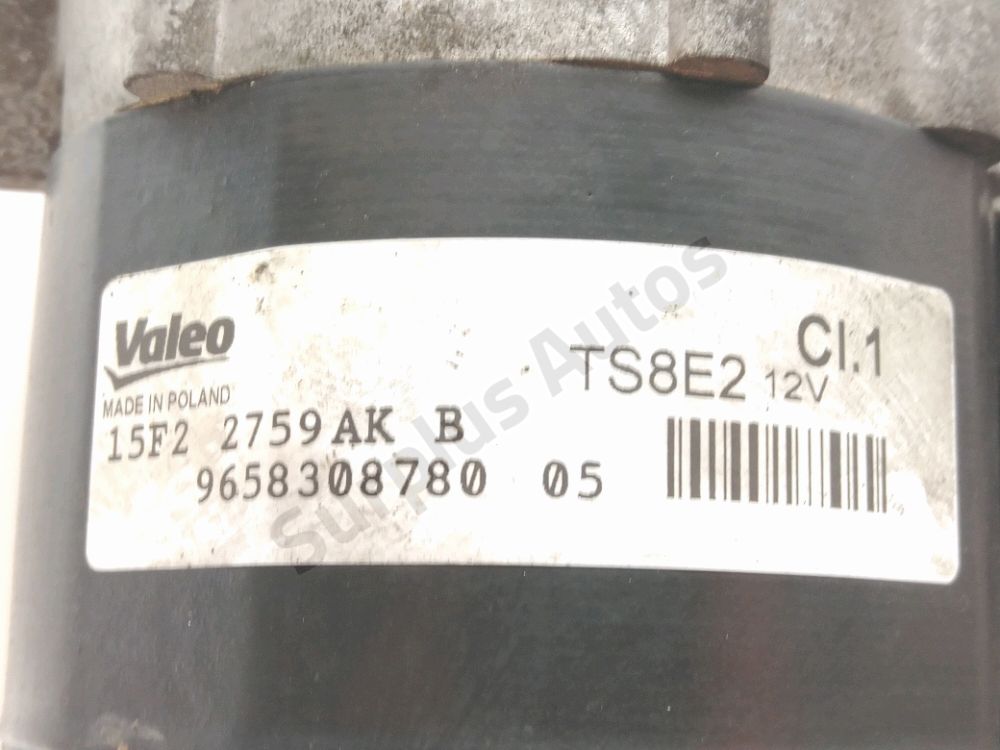 Valeo
MADE IN POLAND
TS8E2 12V Cl.1
15F2 2759AK B
9658308780 05
Surplus Autos